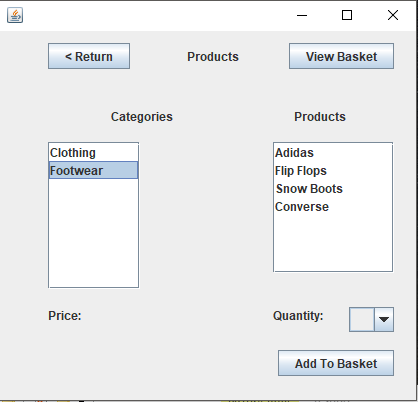 < Return
Products
View Basket
Categories
Products
Clothing
Footwear
Adidas
Flip Flops
Snow Boots
Converse
Price:
Quantity:
Add To Basket